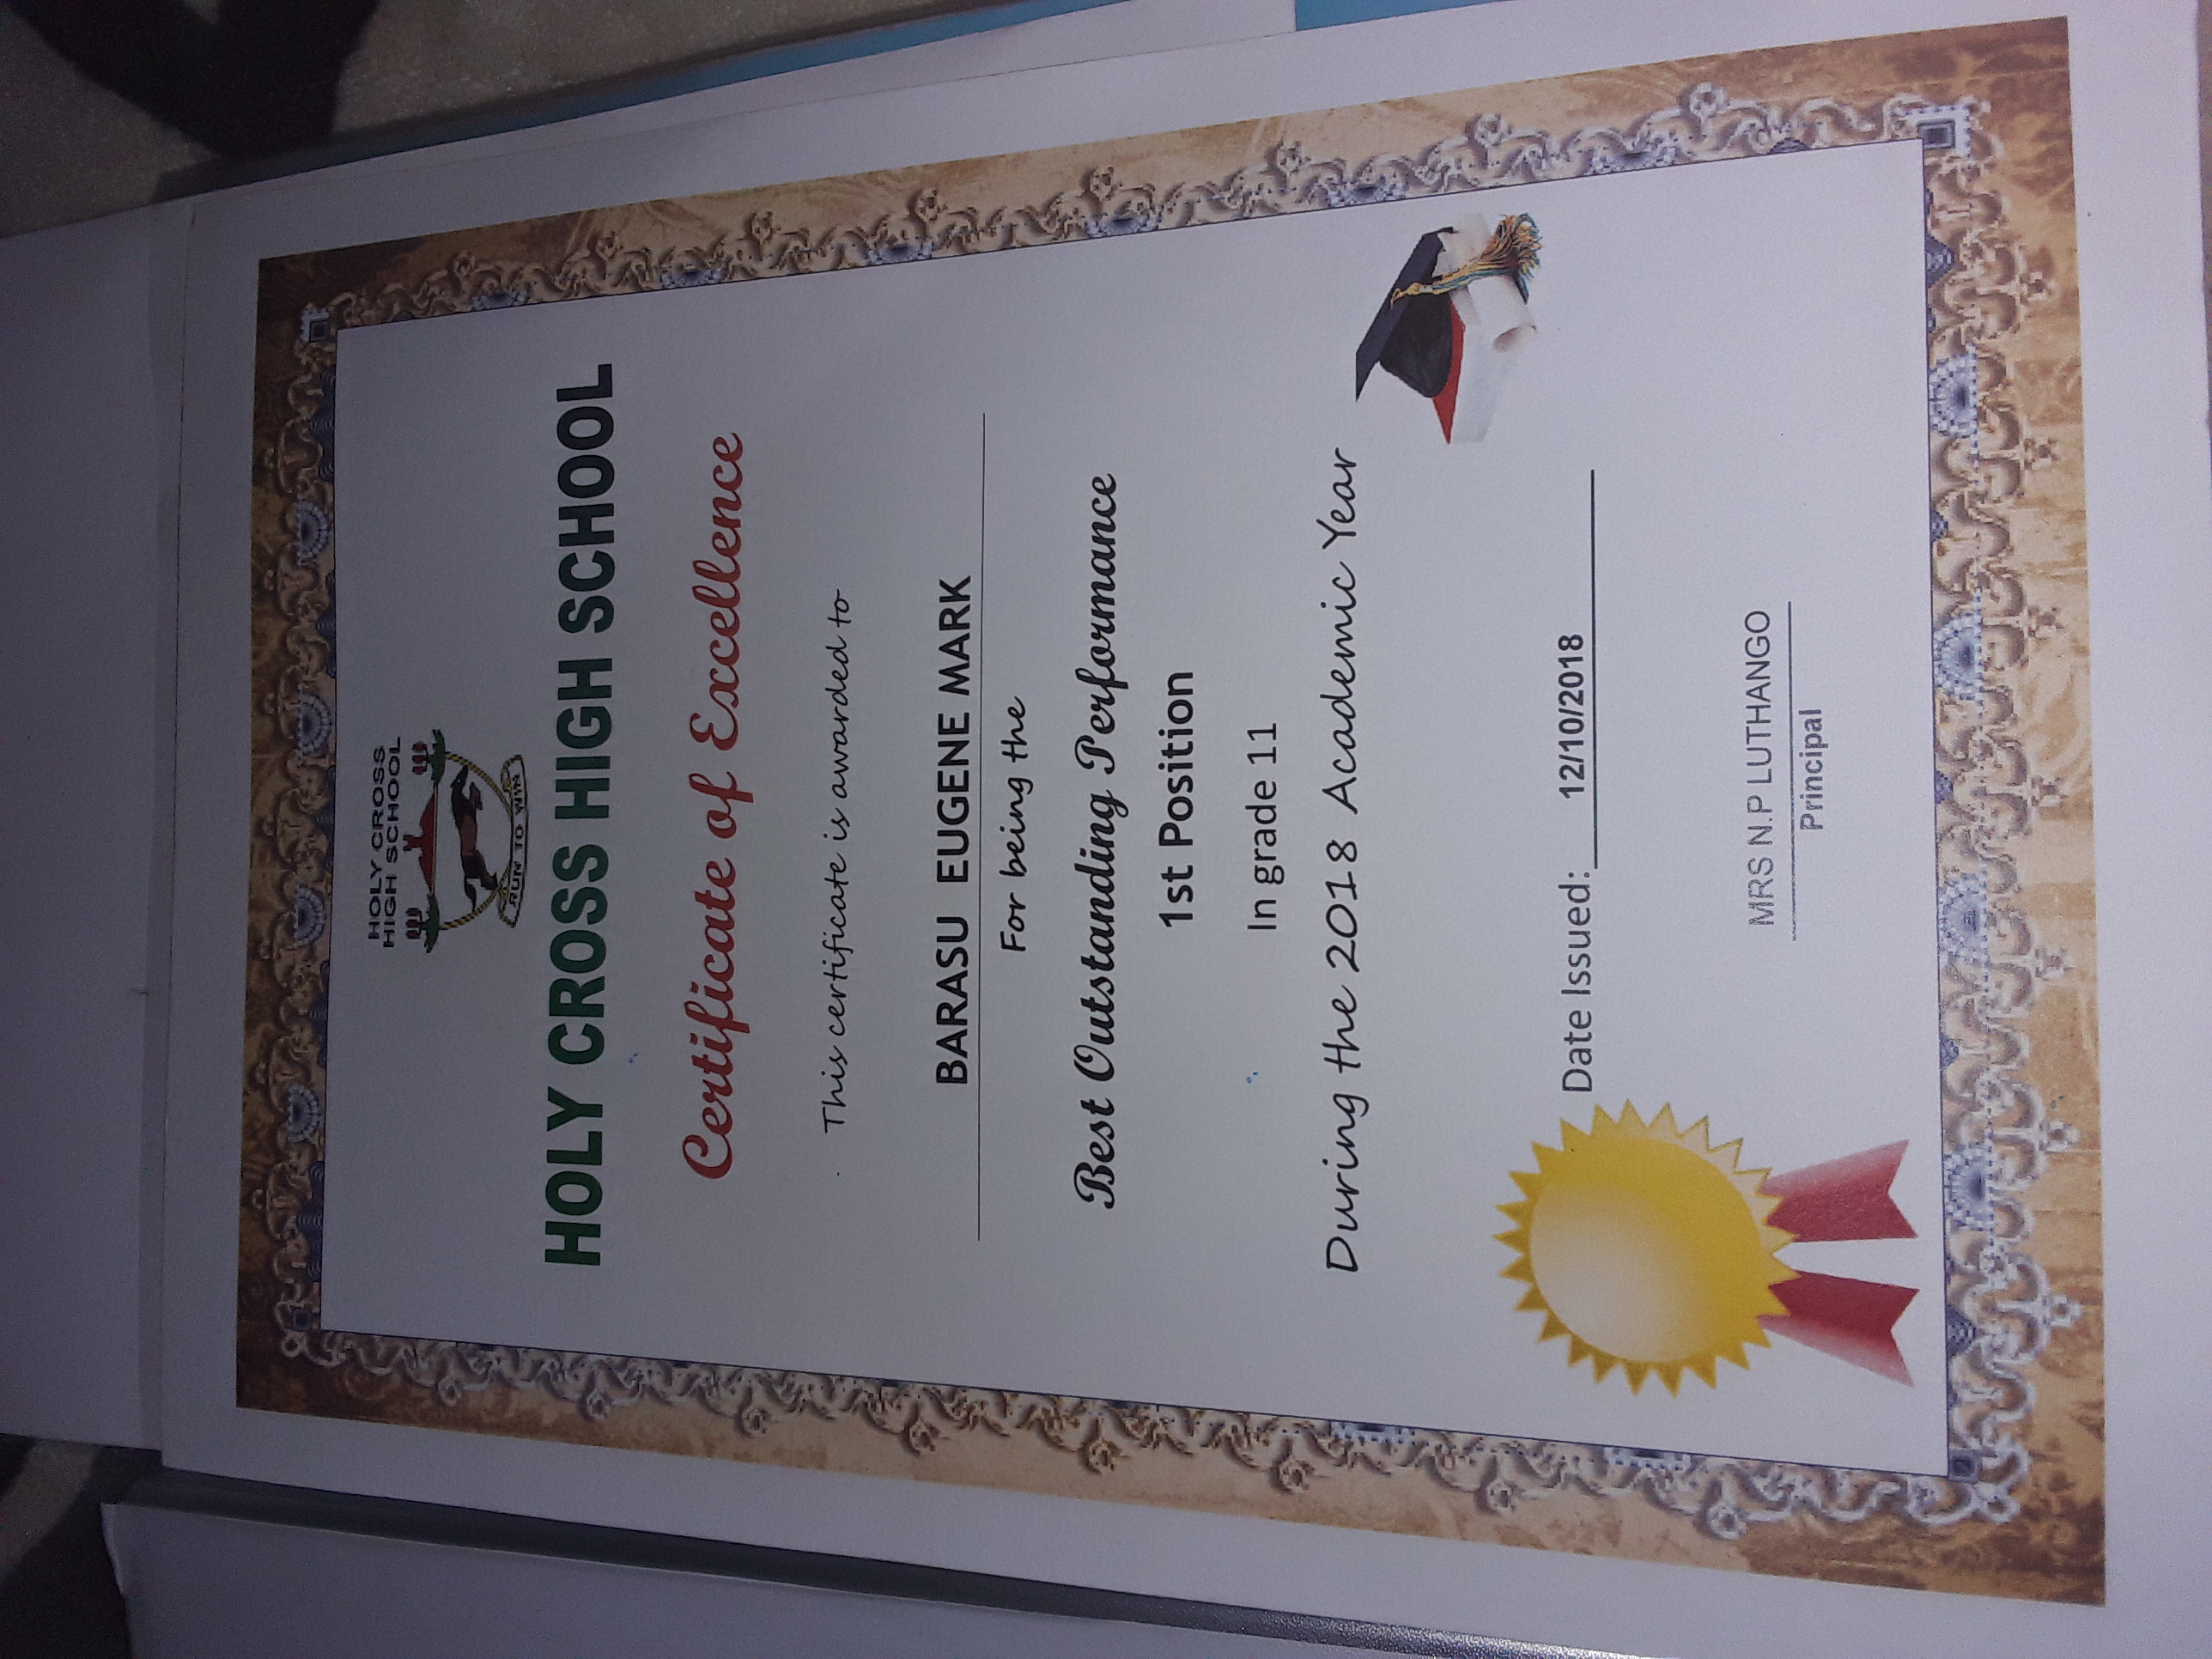 HOLY CROSS
HIGH SCHOOL
RUN TO WIN
HOLY CROSS HIGH SCHOOL
Certificate of Excellence
This certificate is awarded to
BARASU EUGENE MARK
For being the
Best Outstanding Performance
1st Position
In grade 11
During the 2018 Academic Year
Date Issued: 12/10/2018
MRS N.P LUTHANGO
Principal